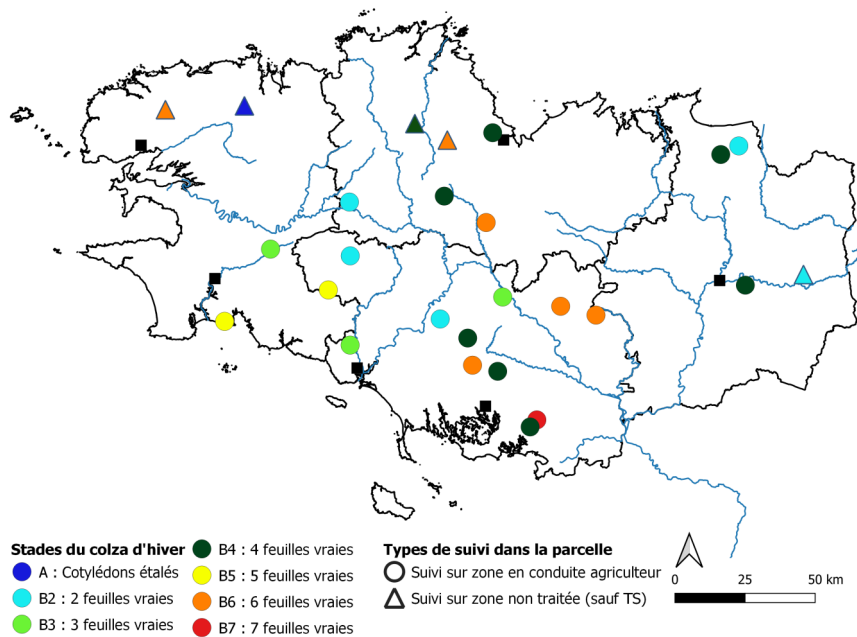 Stades du colza d'hiver
A : Cotylédons étalés
B2 : 2 feuilles vraies
B3 : 3 feuilles vraies
B4 : 4 feuilles vraies
B5 : 5 feuilles vraies
B6 : 6 feuilles vraies
B7 : 7 feuilles vraies
Types de suivi dans la parcelle
Suivi sur zone en conduite agriculteur
Suivi sur zone non traitée (sauf TS)
0 25 50 km